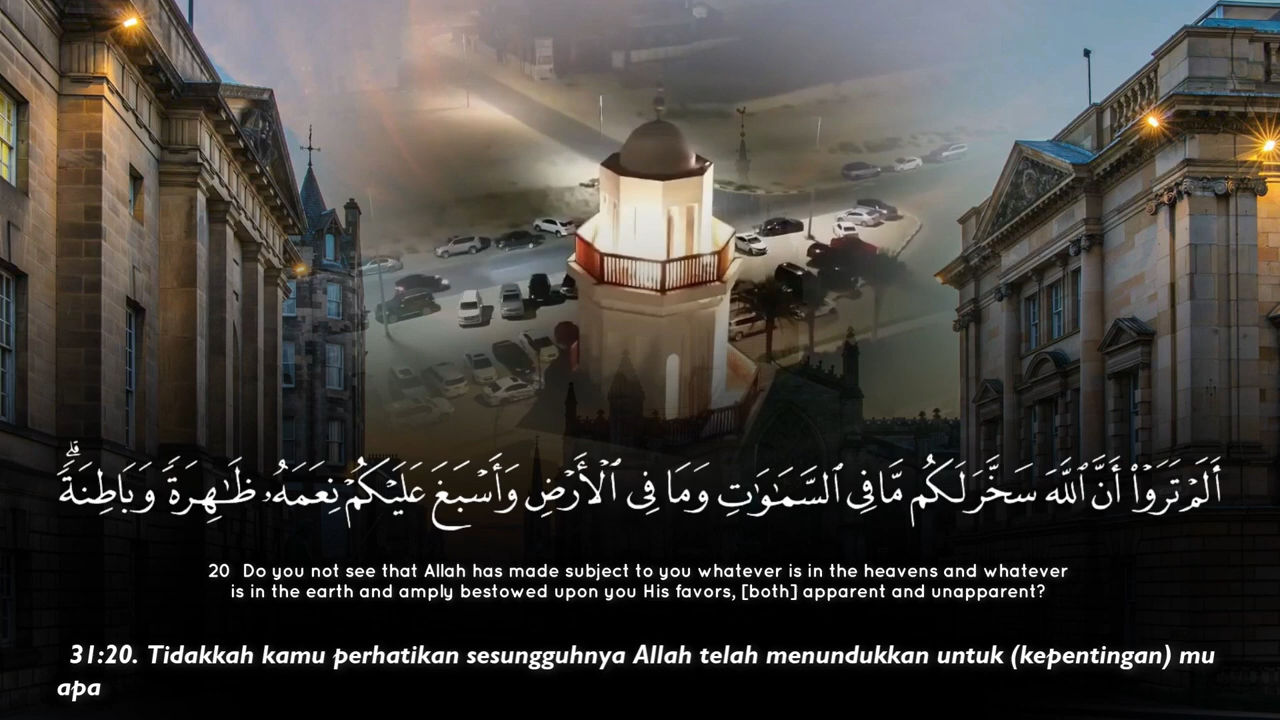 أَلَمْ تَرَوْا۟ أَنَّ ٱللَّهَ سَخَّرَ لَكُم مَّا فِى ٱلسَّمَـٰوَٰتِ وَمَا فِى ٱلْأَرْضِ وَأَسْبَغَ عَلَيْكُمْ نِعَمَهُۥ ظَـٰهِرَةً وَبَاطِنَةً ۗ
20 Do you not see that Allah has made subject to you whatever is in the heavens and whatever
is in the earth and amply bestowed upon you His favors, [both] apparent and unapparent?
31:20. Tidakkah kamu perhatikan sesungguhnya Allah telah menundukkan untuk (kepentingan) mu
apa